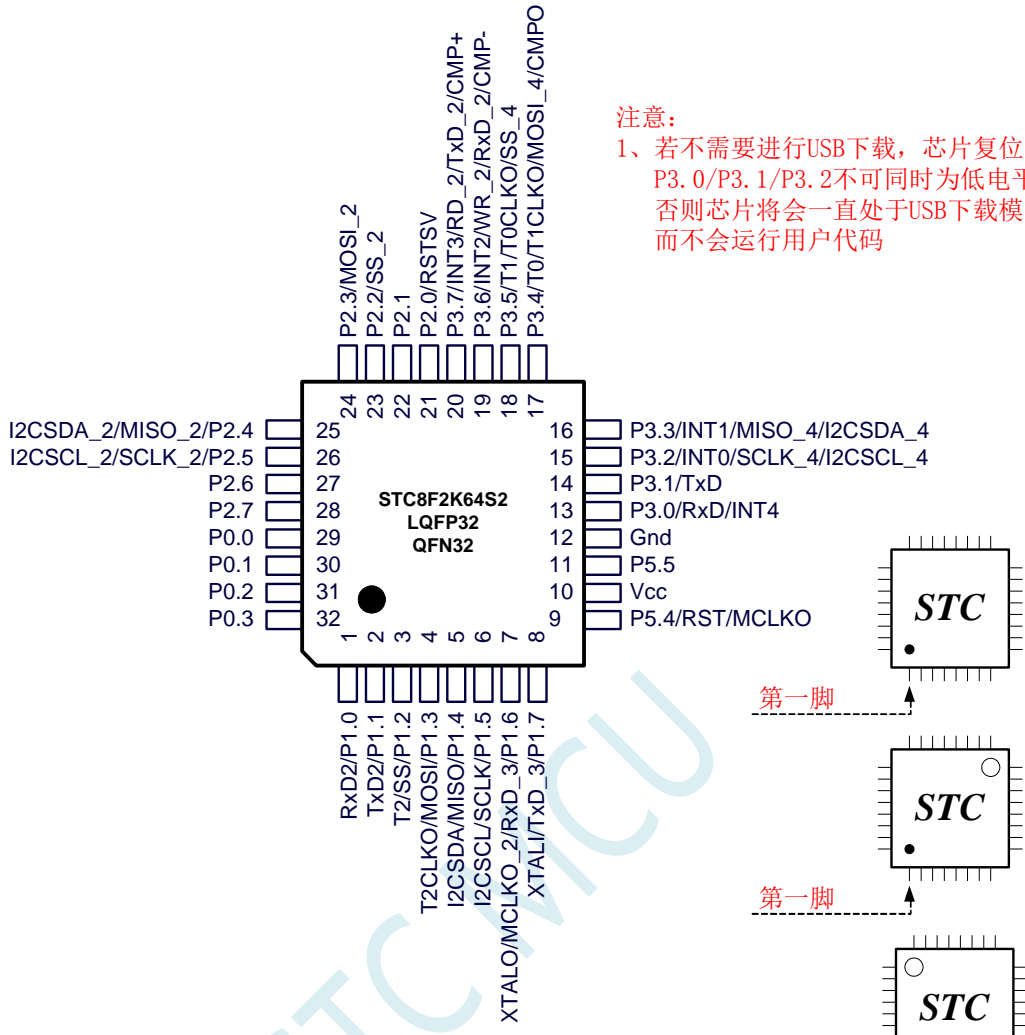 P2.3/MOSI_2
P2.2/SS_2
P2.1
P2.0/RSTSV
P3.7/INT3/RD_2/TxD_2/CMP+
P3.6/INT2/WR_2/RxD_2/CMP-
P3.5/T1/T0CLKO/SS_4
P3.4/T0/T1CLKO/MOSI_4/CMPO
注意:
1、若不需要进行USB下载，芯片复位
P3.0/P3.1/P3.2不可同时为低电平
否则芯片将会一直处于USB下载模
而不会运行用户代码
24 23 22 21 20 19 18 17
I2CSDA_2/MISO_2/P2.4 25
I2CSCL_2/SCLK_2/P2.5 26
P2.6 27
P2.7 28
P0.0 29
P0.1 30
P0.2 31
P0.3 32
STC8F2K64S2
LQFP32
QFN32
16 P3.3/INT1/MISO_4/I2CSDA_4
15 P3.2/INT0/SCLK_4/I2CSCL_4
14 P3.1/TxD
13 P3.0/RxD/INT4
12 Gnd
11 P5.5
10 Vcc
9 P5.4/RST/MCLKO
1 2 3 4 5 6 7 8
RxD2/P1.0
TxD2/P1.1
T2/SS/P1.2
T2CLKO/MOSI/P1.3
I2CSDA/MISO/P1.4
I2CSCL/SCLK/P1.5
XTALO/MCLKO_2/RxD_3/P1.6
XTALI/TxD_3/P1.7
STC
第一脚
STC
第一脚
STC
STC MCU